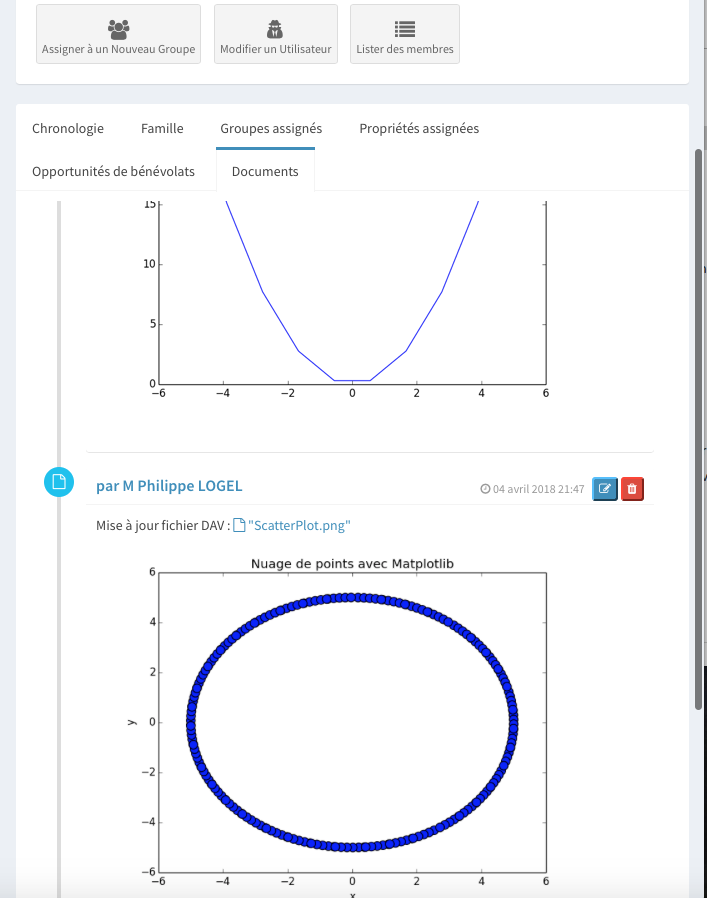 Assigner à un Nouveau Groupe
Modifier un Utilisateur
Lister des membres
Chronologie
Famille
Groupes assignés
Propriétés assignées
Opportunités de bénévolats
Documents
15
10
5
0
−6 −4 −2 0 2 4 6
par M Philippe LOGEL
04 avril 2018 21:47
Mise à jour fichier DAV : "ScatterPlot.png"
Nuage de points avec Matplotlib
6
4
2
y
0
−2
−4
−6
−6 −4 −2 0 2 4 6
x